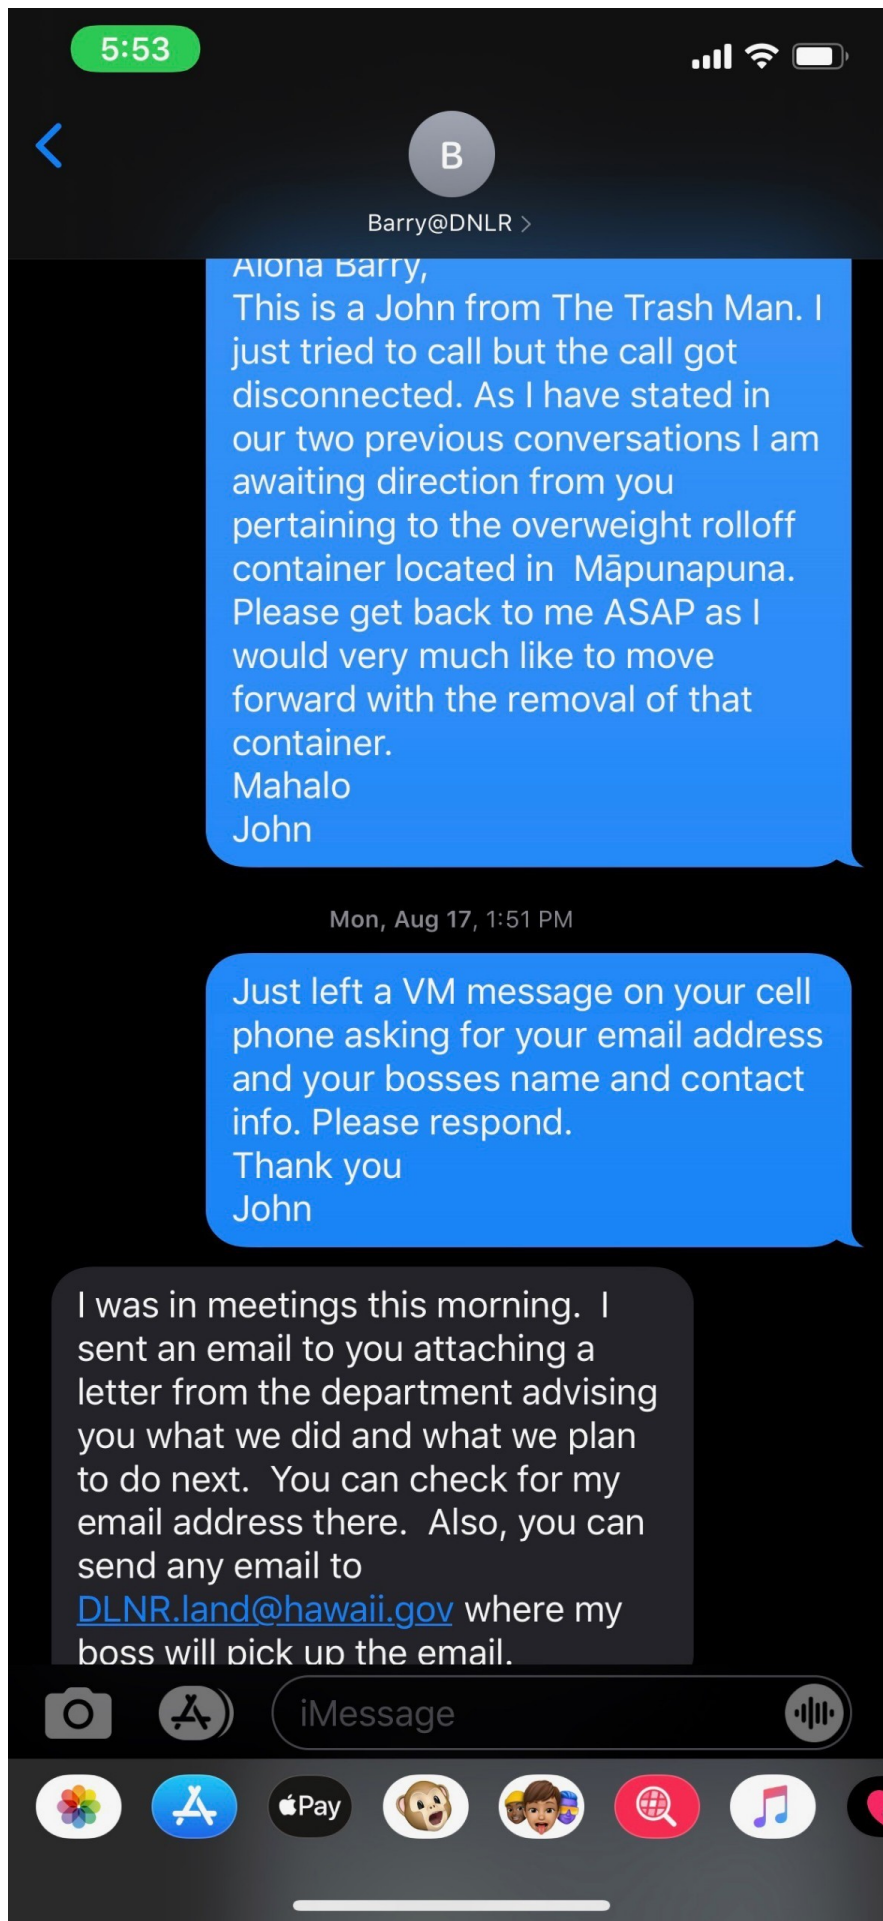 5:53
B
Barry@DNLR >
Aloha Barry,
This is a John from The Trash Man. I
just tried to call but the call got
disconnected. As I have stated in
our two previous conversations I am
awaiting direction from you
pertaining to the overweight rolloff
container located in  Māpunapuna.
Please get back to me ASAP as I
would very much like to move
forward with the removal of that
container.
Mahalo
John
Mon, Aug 17, 1:51 PM
Just left a VM message on your cell
phone asking for your email address
and your bosses name and contact
info. Please respond.
Thank you
John
I was in meetings this morning.  I
sent an email to you attaching a
letter from the department advising
you what we did and what we plan
to do next.  You can check for my
email address there.  Also, you can
send any email to
DLNR.land@hawaii.gov where my
boss will pick up the email.
iMessage
Pay